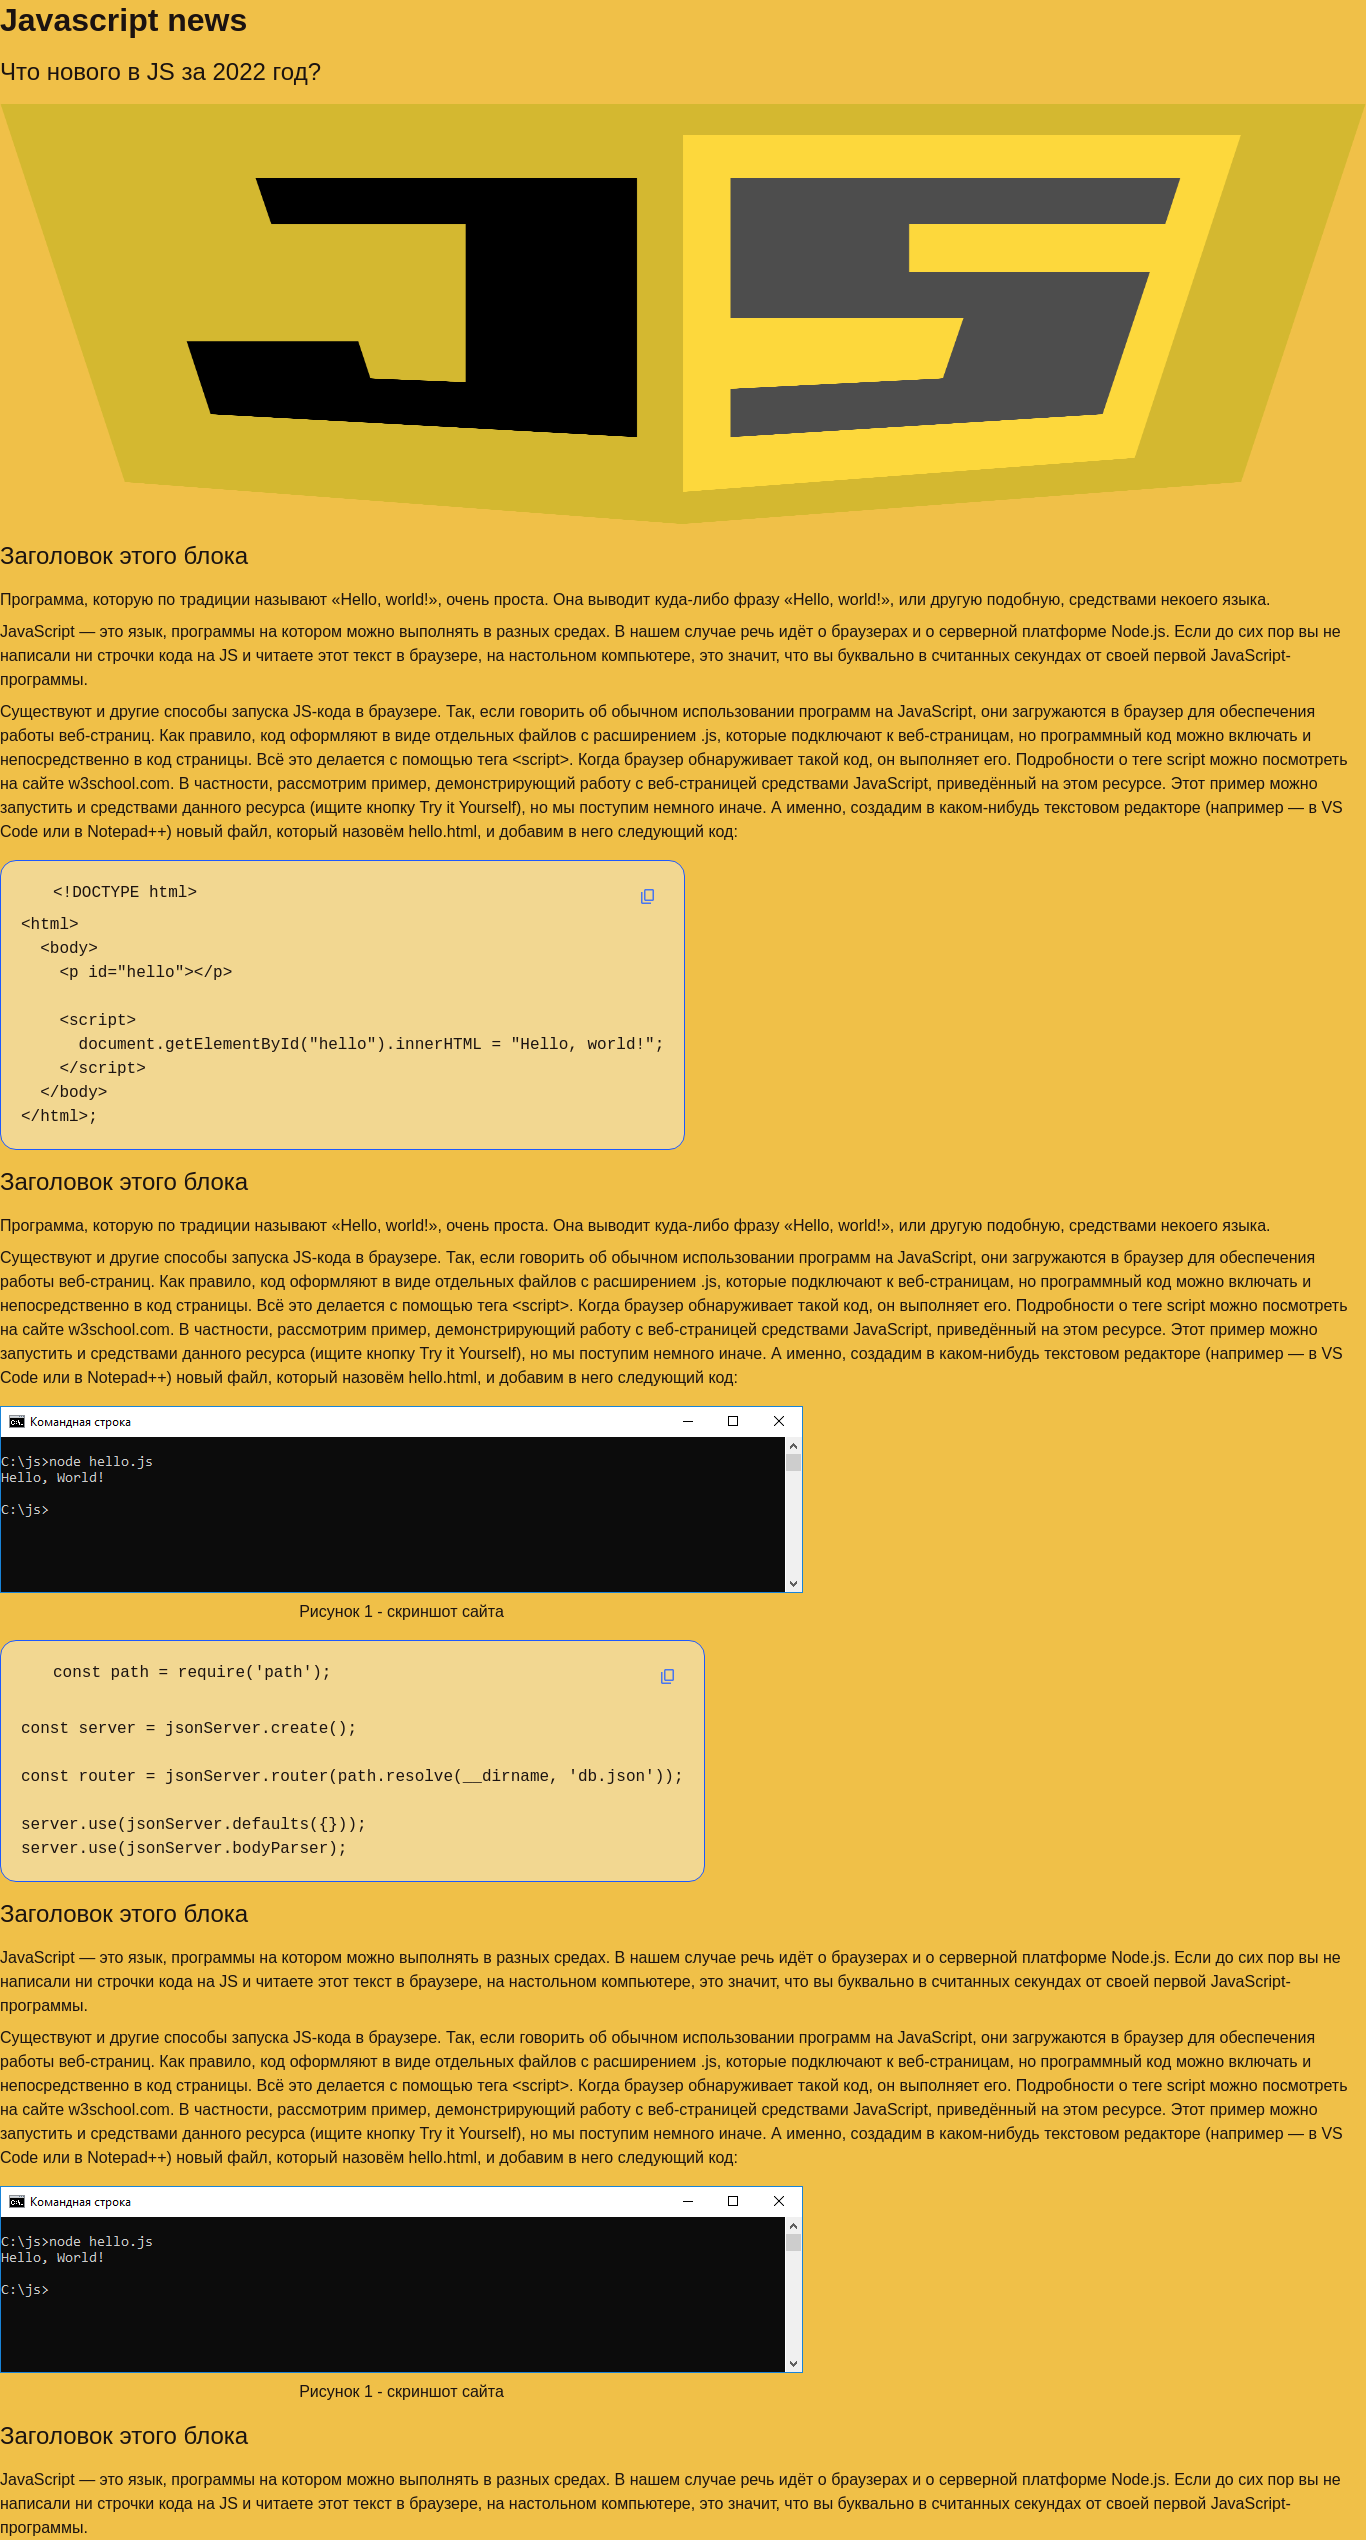 Javascript news
Что нового в JS за 2022 год?
JS
Заголовок этого блока
Программа, которую по традиции называют «Hello, world!», очень проста. Она выводит куда-либо фразу «Hello, world!», или другую подобную, средствами некоего языка.
JavaScript — это язык, программы на котором можно выполнять в разных средах. В нашем случае речь идёт о браузерах и о серверной платформе Node.js. Если до сих пор вы не
написали ни строчки кода на JS и читаете этот текст в браузере, на настольном компьютере, это значит, что вы буквально в считанных секундах от своей первой JavaScript-
программы.
Существуют и другие способы запуска JS-кода в браузере. Так, если говорить об обычном использовании программ на JavaScript, они загружаются в браузер для обеспечения
работы веб-страниц. Как правило, код оформляют в виде отдельных файлов с расширением .js, которые подключают к веб-страницам, но программный код можно включать и
непосредственно в код страницы. Всё это делается с помощью тега <script>. Когда браузер обнаруживает такой код, он выполняет его. Подробности о теге script можно посмотреть
на сайте w3school.com. В частности, рассмотрим пример, демонстрирующий работу с веб-страницей средствами JavaScript, приведённый на этом ресурсе. Этот пример можно
запустить и средствами данного ресурса (ищите кнопку Try it Yourself), но мы поступим немного иначе. А именно, создадим в каком-нибудь текстовом редакторе (например — в VS
Code или в Notepad++) новый файл, который назовём hello.html, и добавим в него следующий код:
<!DOCTYPE html>
<html>
  <body>
    <p id="hello"></p>
    <script>
      document.getElementById("hello").innerHTML = "Hello, world!";
    </script>
  </body>
</html>;
Заголовок этого блока
Программа, которую по традиции называют «Hello, world!», очень проста. Она выводит куда-либо фразу «Hello, world!», или другую подобную, средствами некоего языка.
Существуют и другие способы запуска JS-кода в браузере. Так, если говорить об обычном использовании программ на JavaScript, они загружаются в браузер для обеспечения
работы веб-страниц. Как правило, код оформляют в виде отдельных файлов с расширением .js, которые подключают к веб-страницам, но программный код можно включать и
непосредственно в код страницы. Всё это делается с помощью тега <script>. Когда браузер обнаруживает такой код, он выполняет его. Подробности о теге script можно посмотреть
на сайте w3school.com. В частности, рассмотрим пример, демонстрирующий работу с веб-страницей средствами JavaScript, приведённый на этом ресурсе. Этот пример можно
запустить и средствами данного ресурса (ищите кнопку Try it Yourself), но мы поступим немного иначе. А именно, создадим в каком-нибудь текстовом редакторе (например — в VS
Code или в Notepad++) новый файл, который назовём hello.html, и добавим в него следующий код:
Командная строка
C:\js>node hello.js
Hello, World!
C:\js>
Рисунок 1 - скриншот сайта
const path = require('path');
const server = jsonServer.create();
const router = jsonServer.router(path.resolve(__dirname, 'db.json'));
server.use(jsonServer.defaults({}));
server.use(jsonServer.bodyParser);
Заголовок этого блока
JavaScript — это язык, программы на котором можно выполнять в разных средах. В нашем случае речь идёт о браузерах и о серверной платформе Node.js. Если до сих пор вы не
написали ни строчки кода на JS и читаете этот текст в браузере, на настольном компьютере, это значит, что вы буквально в считанных секундах от своей первой JavaScript-
программы.
Существуют и другие способы запуска JS-кода в браузере. Так, если говорить об обычном использовании программ на JavaScript, они загружаются в браузер для обеспечения
работы веб-страниц. Как правило, код оформляют в виде отдельных файлов с расширением .js, которые подключают к веб-страницам, но программный код можно включать и
непосредственно в код страницы. Всё это делается с помощью тега <script>. Когда браузер обнаруживает такой код, он выполняет его. Подробности о теге script можно посмотреть
на сайте w3school.com. В частности, рассмотрим пример, демонстрирующий работу с веб-страницей средствами JavaScript, приведённый на этом ресурсе. Этот пример можно
запустить и средствами данного ресурса (ищите кнопку Try it Yourself), но мы поступим немного иначе. А именно, создадим в каком-нибудь текстовом редакторе (например — в VS
Code или в Notepad++) новый файл, который назовём hello.html, и добавим в него следующий код:
Командная строка
C:\js>node hello.js
Hello, World!
C:\js>
Рисунок 1 - скриншот сайта
Заголовок этого блока
JavaScript — это язык, программы на котором можно выполнять в разных средах. В нашем случае речь идёт о браузерах и о серверной платформе Node.js. Если до сих пор вы не
написали ни строчки кода на JS и читаете этот текст в браузере, на настольном компьютере, это значит, что вы буквально в считанных секундах от своей первой JavaScript-
программы.